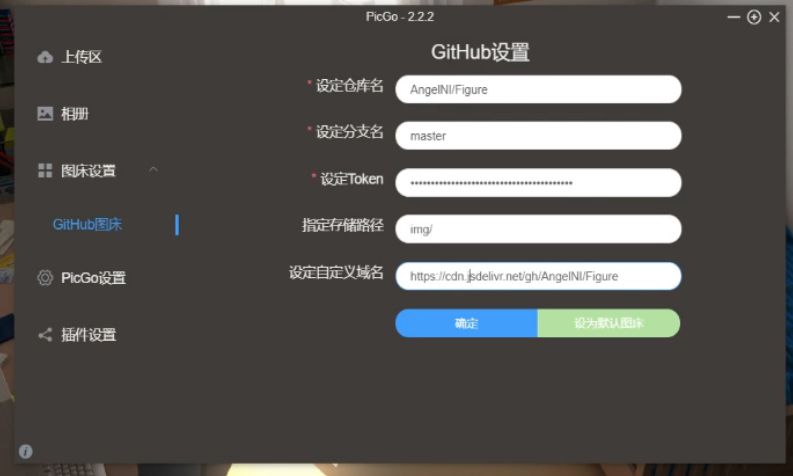 PicGo - 2.2.2
上传区
相册
图床设置
GitHub图床
PicGo设置
插件设置
GitHub设置
* 设定仓库名 AngelNI/Figure
* 设定分支名 master
* 设定Token ••••••••••••••••••••••••••••••••••••••••
指定存储路径 img/
设定自定义域名 https://cdn.jsdelivr.net/gh/AngelNI/Figure
确定 设为默认图床